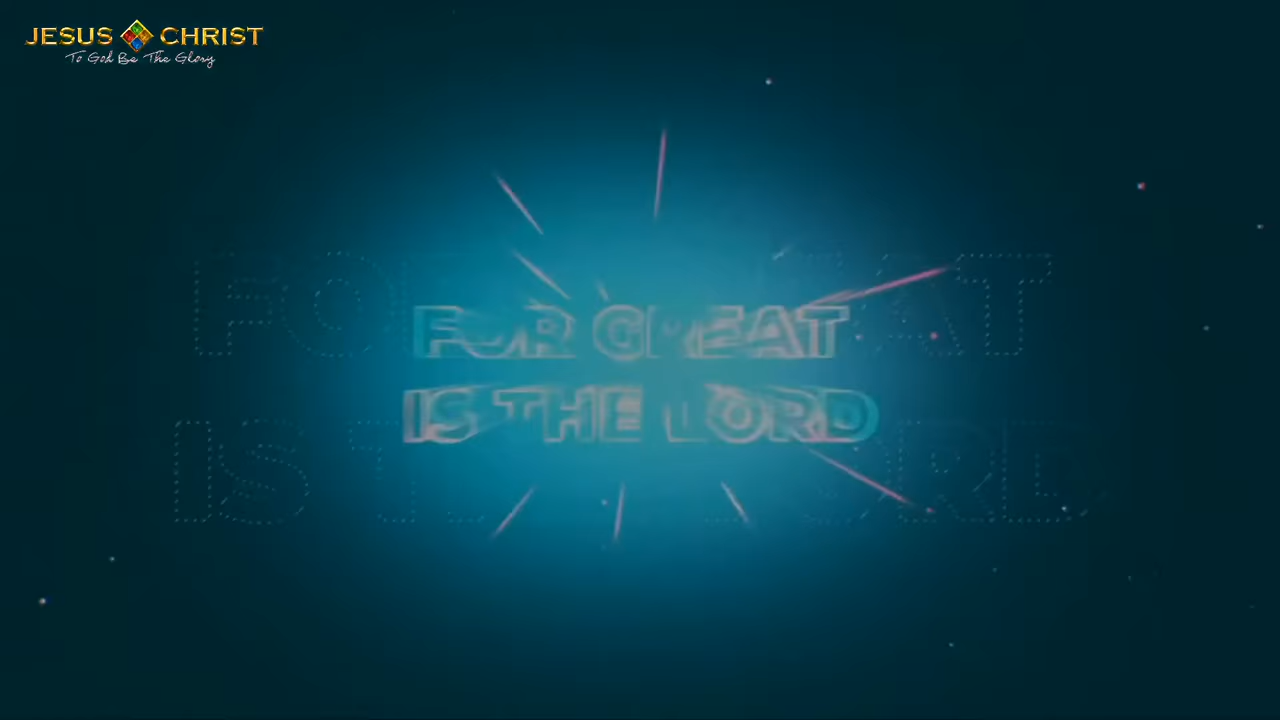 JESUS CHRIST
To God Be The Glory
FOR GREAT
IS THE LORD